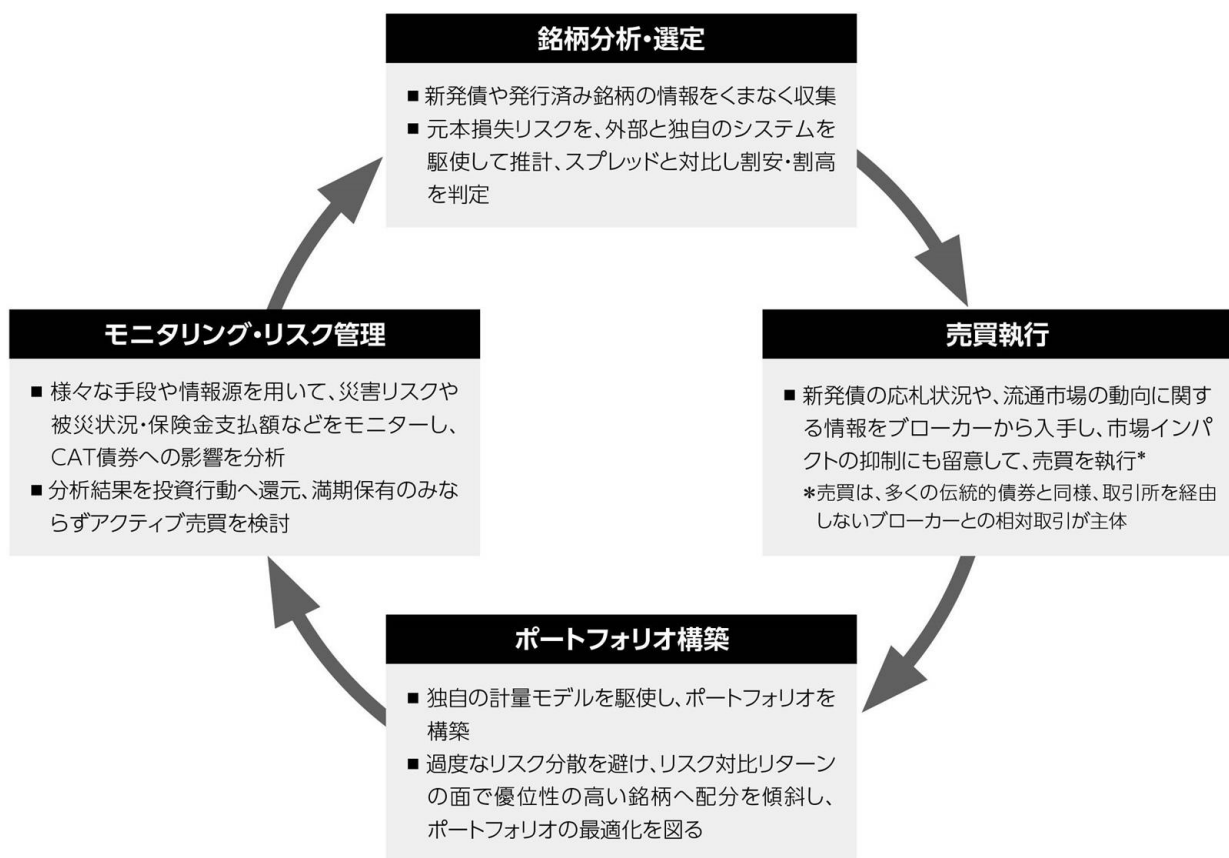 銘柄分析・選定
■ 新発債や発行済み銘柄の情報をくまなく収集
■ 元本損失リスクを、外部と独自のシステムを
駆使して推計、スプレッドと対比し割安・割高
を判定
売買執行
■ 新発債の応札状況や、流通市場の動向に関す
る情報をブローカーから入手し、市場インパ
クトの抑制にも留意して、売買を執行*
*売買は、多くの伝統的債券と同様、取引所を経由
しないブローカーとの相対取引が主体
ポートフォリオ構築
■ 独自の計量モデルを駆使し、ポートフォリオを
構築
■ 過度なリスク分散を避け、リスク対比リターン
の面で優位性の高い銘柄へ配分を傾斜し、
ポートフォリオの最適化を図る
モニタリング・リスク管理
■ 様々な手段や情報源を用いて、災害リスクや
被災状況・保険金支払額などをモニターし、
CAT債券への影響を分析
■ 分析結果を投資行動へ還元、満期保有のみな
らずアクティブ売買を検討